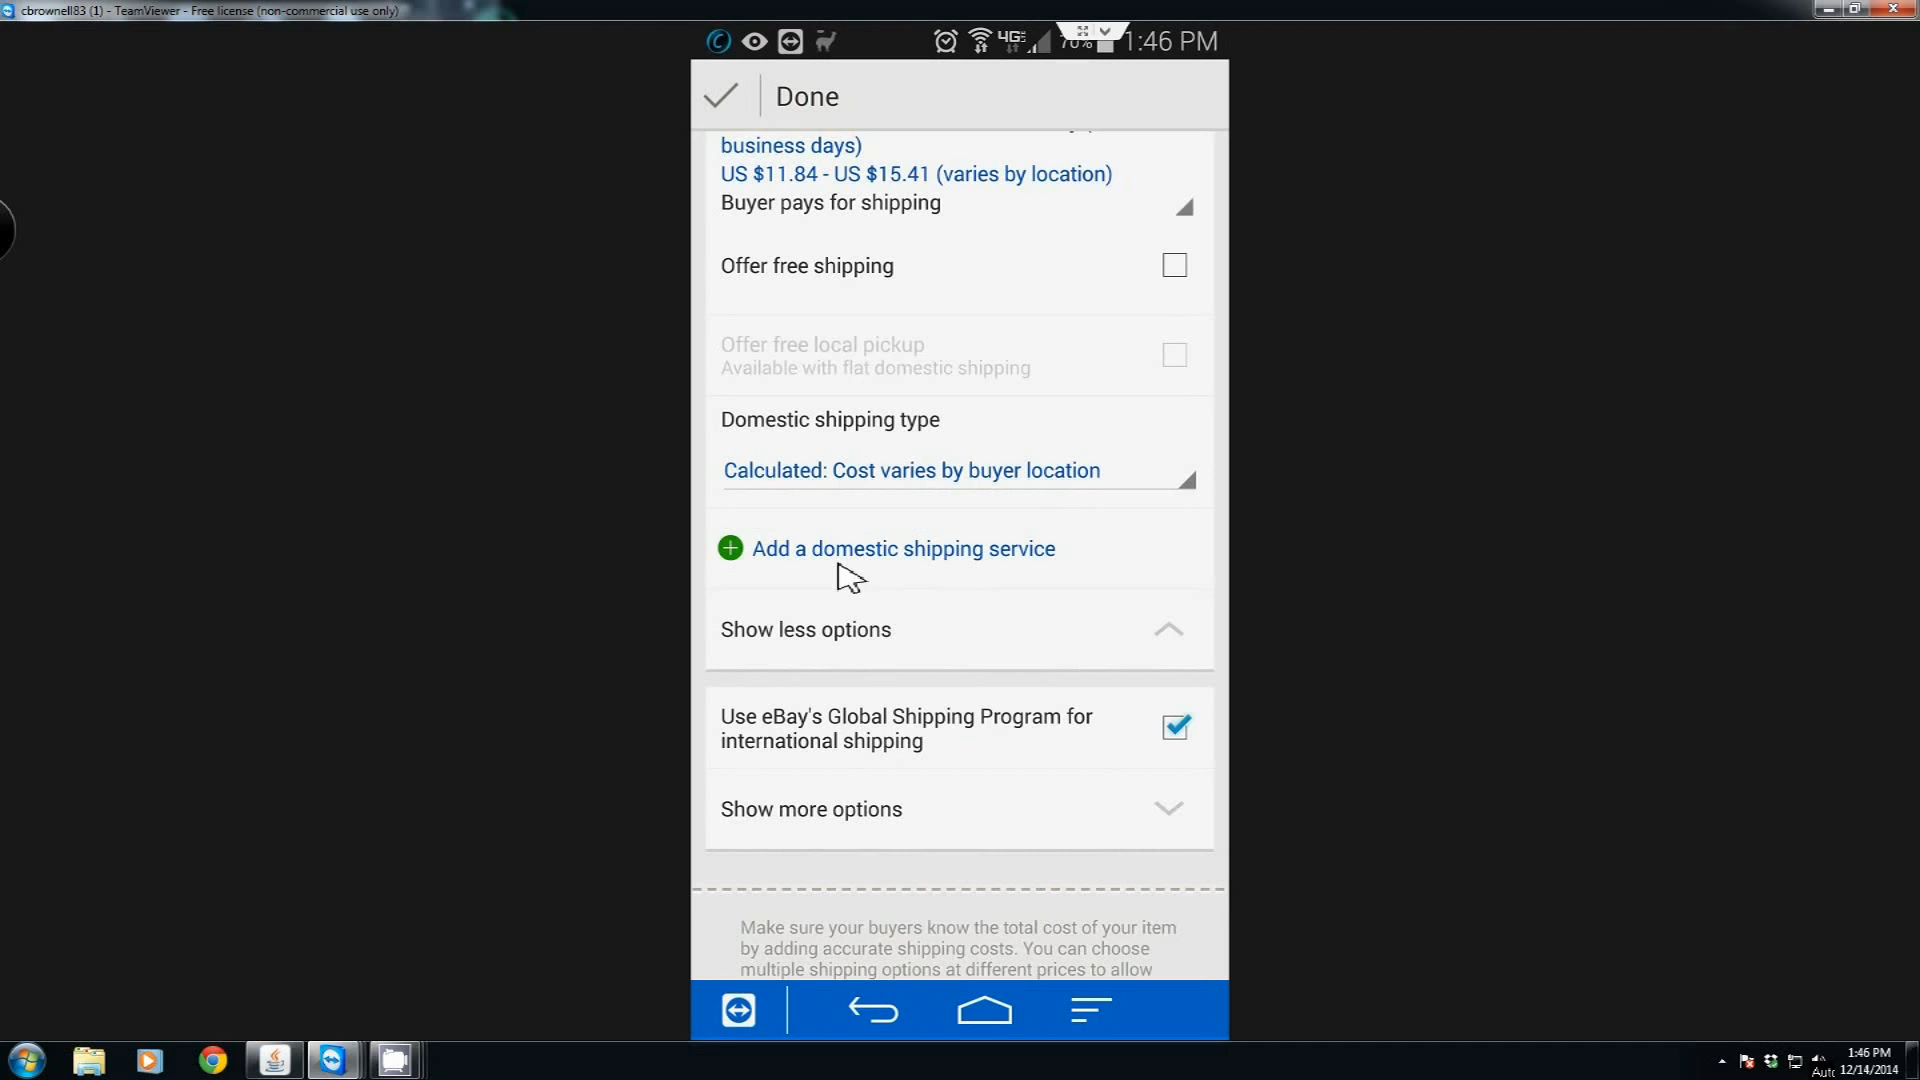 cbrownell83 (1) - TeamViewer - Free license (non-commercial use only)
4G 70% 1:46 PM
Done
business days)
US $11.84 - US $15.41 (varies by location)
Buyer pays for shipping
Offer free shipping
Offer free local pickup
Available with flat domestic shipping
Domestic shipping type
Calculated: Cost varies by buyer location
Add a domestic shipping service
Show less options
Use eBay's Global Shipping Program for
international shipping
Show more options
Make sure your buyers know the total cost of your item
by adding accurate shipping costs. You can choose
multiple shipping options at different prices to allow
1:46 PM
Auto 12/14/2014